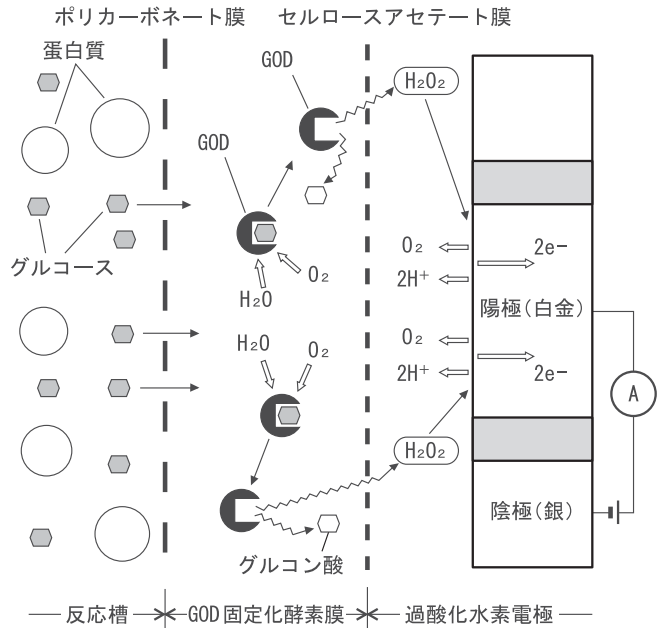 ポリカーボネート膜
セルロースアセテート膜
蛋白質
GOD
H₂O₂
GOD
グルコース
O₂
H₂O
O₂
2e−
2H⁺
陽極(白金)
H₂O
O₂
O₂
2H⁺
2e−
A
H₂O₂
陰極(銀)
グルコン酸
反応槽
GOD固定化酵素膜
過酸化水素電極